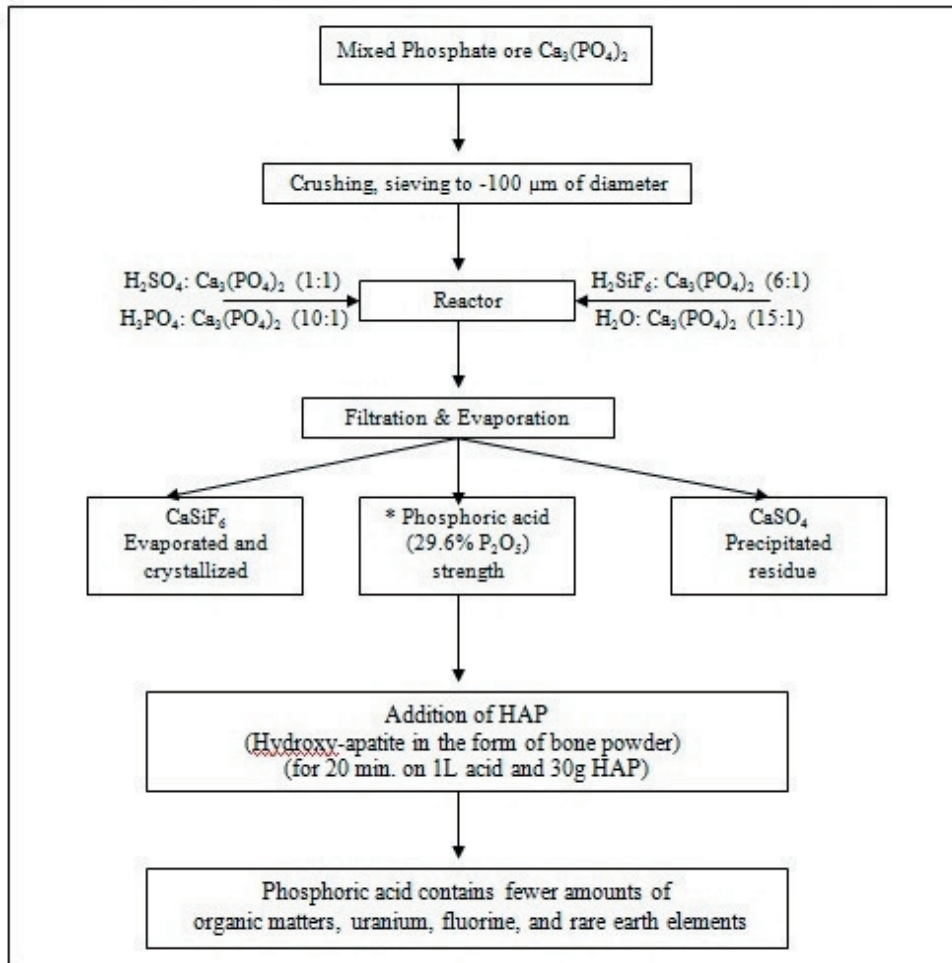 Mixed Phosphate ore Ca₃(PO₄)₂
Crushing, sieving to -100 μm of diameter
H₂SO₄: Ca₃(PO₄)₂ (1:1)
H₃PO₄: Ca₃(PO₄)₂ (10:1)
Reactor
H₂SiF₆: Ca₃(PO₄)₂ (6:1)
H₂O: Ca₃(PO₄)₂ (15:1)
Filtration & Evaporation
CaSiF₆
Evaporated and
crystallized
* Phosphoric acid
(29.6% P₂O₅)
strength
CaSO₄
Precipitated
residue
Addition of HAP
(Hydroxy-apatite in the form of bone powder)
(for 20 min. on 1L acid and 30g HAP)
Phosphoric acid contains fewer amounts of
organic matters, uranium, fluorine, and rare earth elements